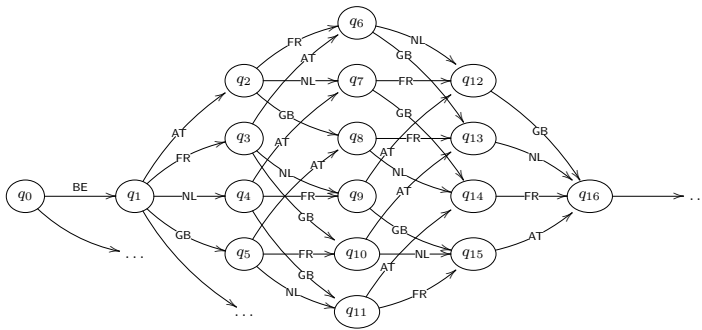 q6
FR
NL
AT
GB
q2
NL
q7
FR
q12
GB
GB
AT
q3
GB
AT
q8
FR
q13
FR
AT
NL
NL
NL
BE
q0
q1
NL
q4
FR
q9
AT
q14
FR
q16
...
GB
GB
GB
AT
...
q5
FR
q10
NL
q15
GB
AT
NL
FR
...
q11